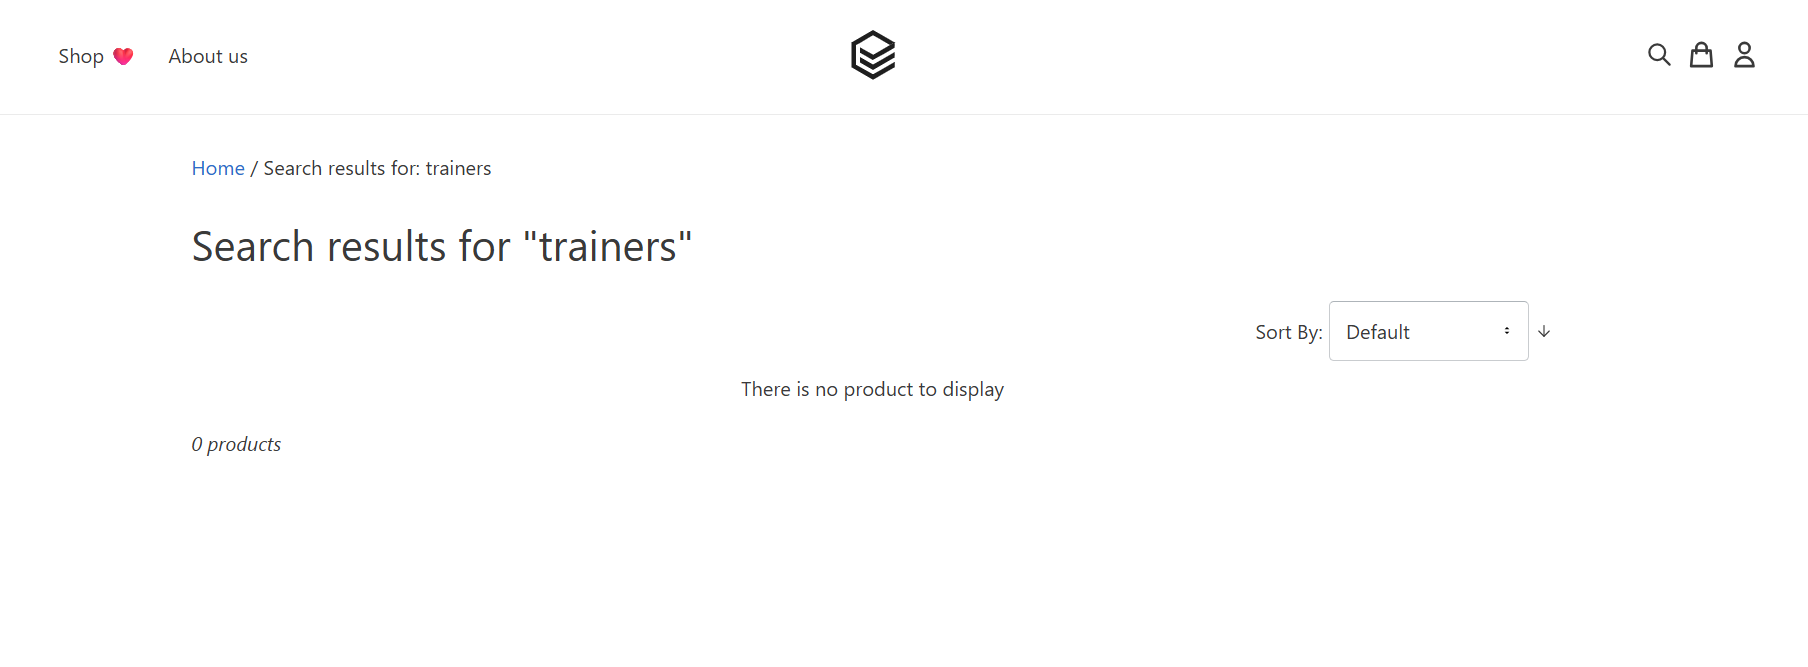 Shop ❤️ About us
Home / Search results for: trainers
Search results for "trainers"
Sort By: Default
There is no product to display
0 products